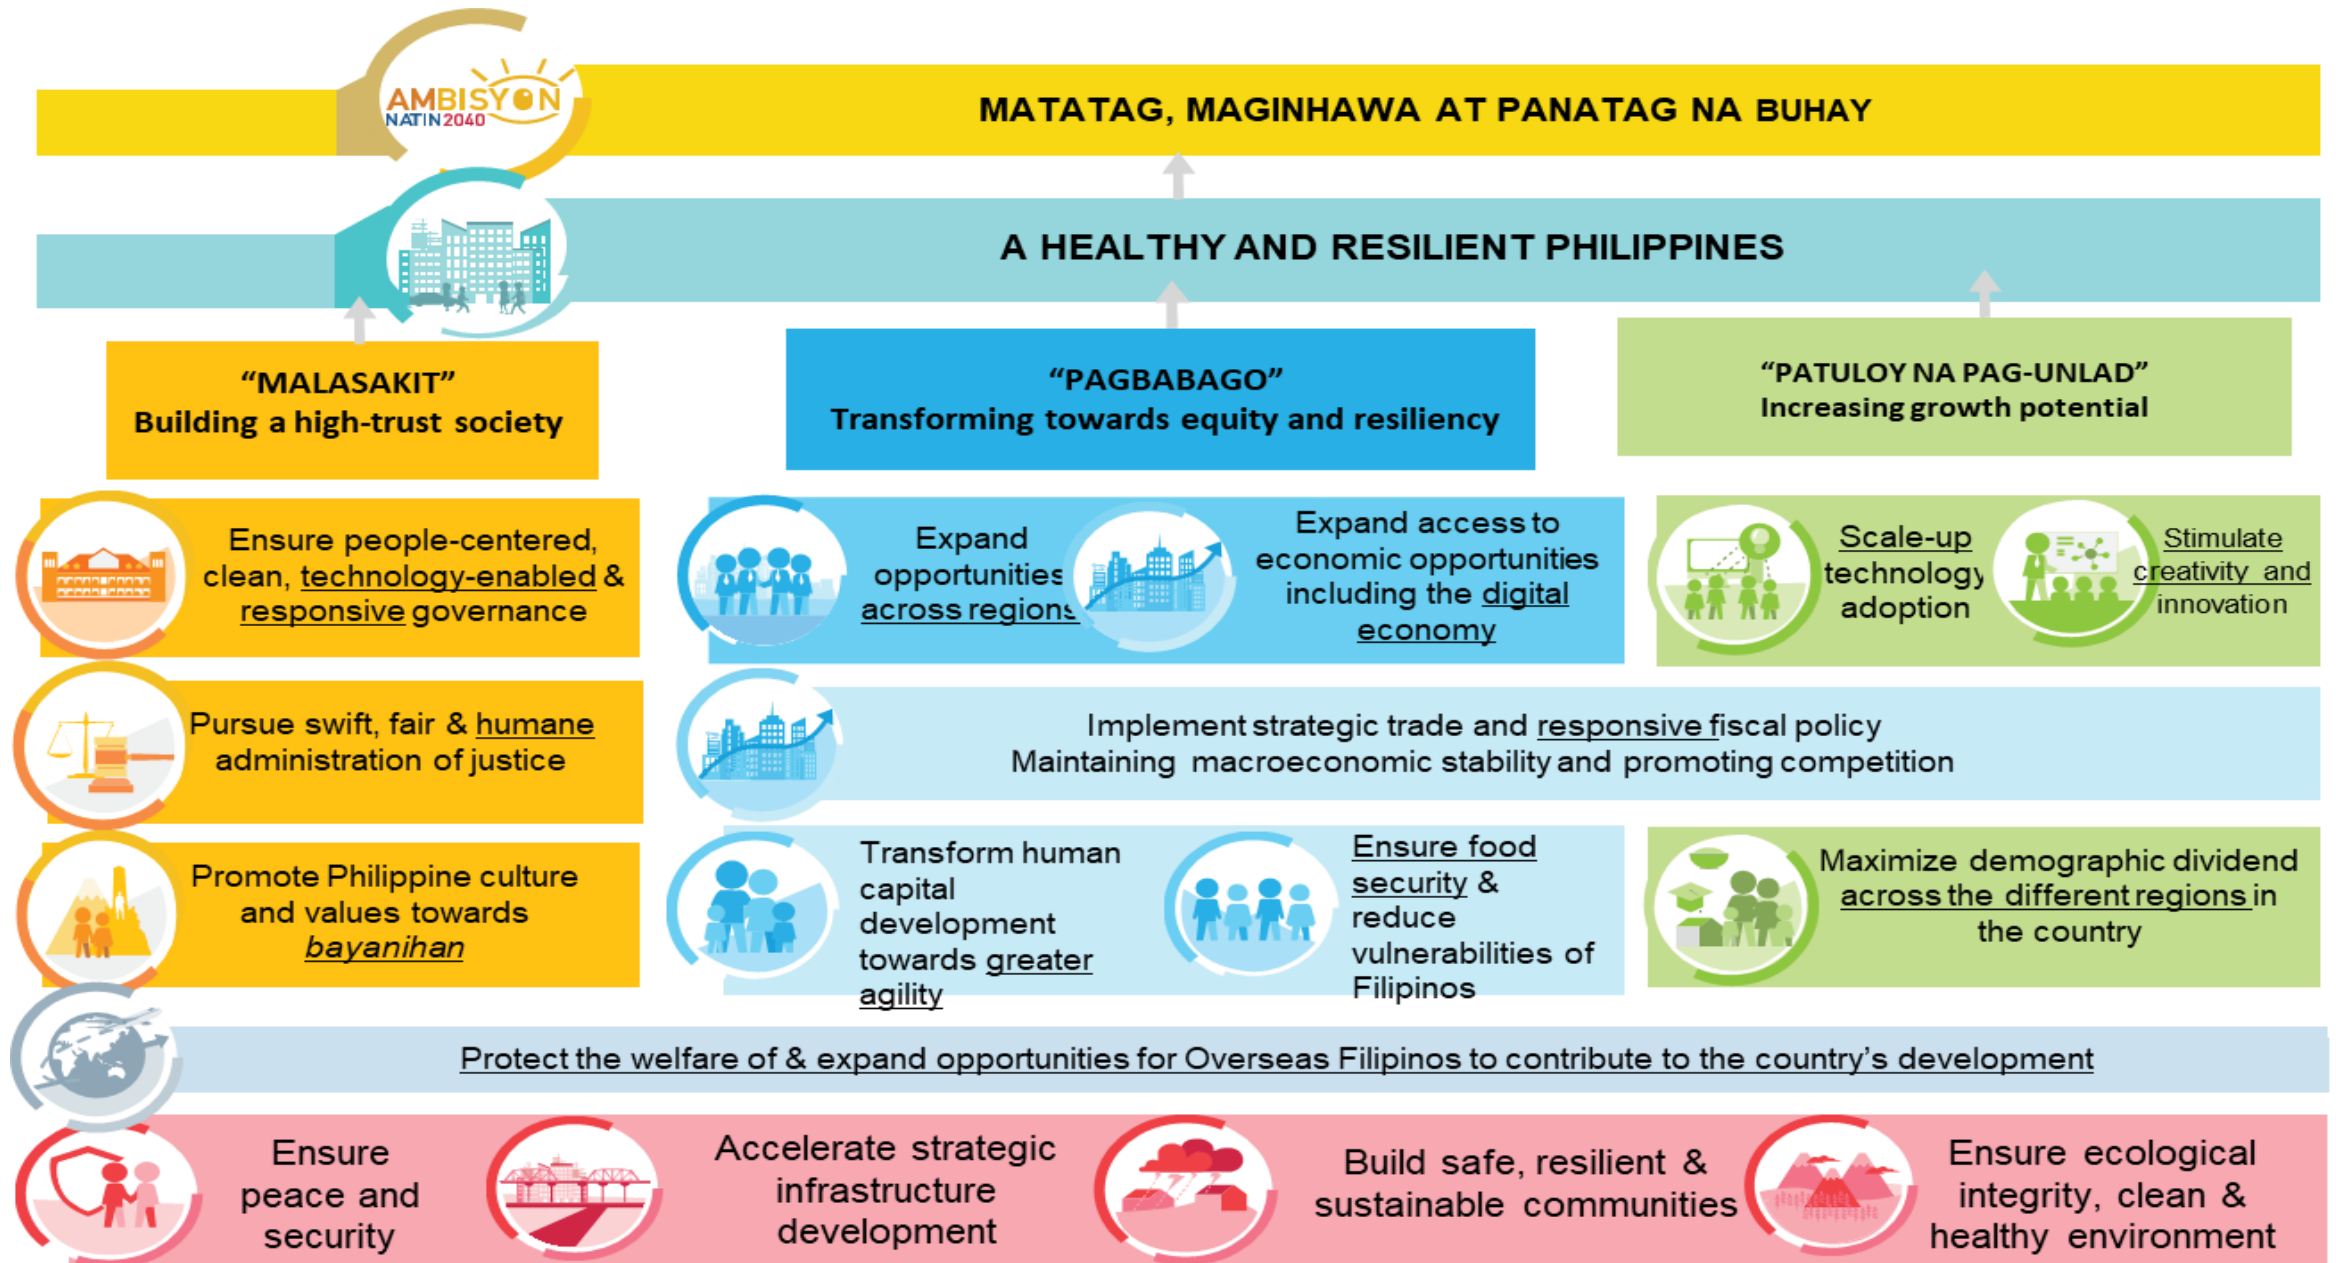 AMBISYON
NATIN 2040
MATATAG, MAGINHAWA AT PANATAG NA BUHAY
A HEALTHY AND RESILIENT PHILIPPINES
“MALASAKIT”
Building a high-trust society
“PAGBABAGO”
Transforming towards equity and resiliency
“PATULOY NA PAG-UNLAD”
Increasing growth potential
Ensure people-centered,
clean, technology-enabled &
responsive governance
Expand
opportunities
across regions
Expand access to
economic opportunities
including the digital
economy
Scale-up
technology
adoption
Stimulate
creativity and
innovation
Pursue swift, fair & humane
administration of justice
Implement strategic trade and responsive fiscal policy
Maintaining macroeconomic stability and promoting competition
Promote Philippine culture
and values towards
bayanihan
Transform human
capital
development
towards greater
agility
Ensure food
security &
reduce
vulnerabilities of
Filipinos
Maximize demographic dividend
across the different regions in
the country
Protect the welfare of & expand opportunities for Overseas Filipinos to contribute to the country’s development
Ensure
peace and
security
Accelerate strategic
infrastructure
development
Build safe, resilient &
sustainable communities
Ensure ecological
integrity, clean &
healthy environment